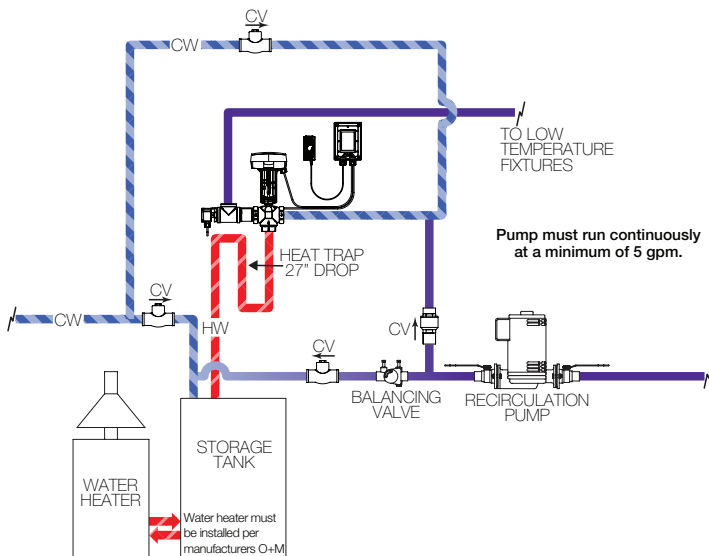 CV
CW
TO LOW
TEMPERATURE
FIXTURES
Pump must run continuously
at a minimum of 5 gpm.
HEAT TRAP
27" DROP
CV
CW
HW
CV
CV
BALANCING
VALVE
RECIRCULATION
PUMP
STORAGE
TANK
WATER
HEATER
Water heater must
be installed per
manufacturers O+M